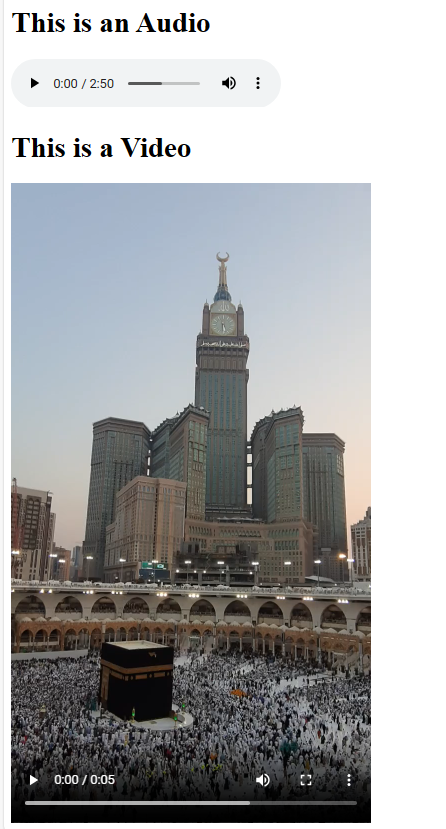 This is an Audio
0:00 / 2:50
This is a Video
0:00 / 0:05